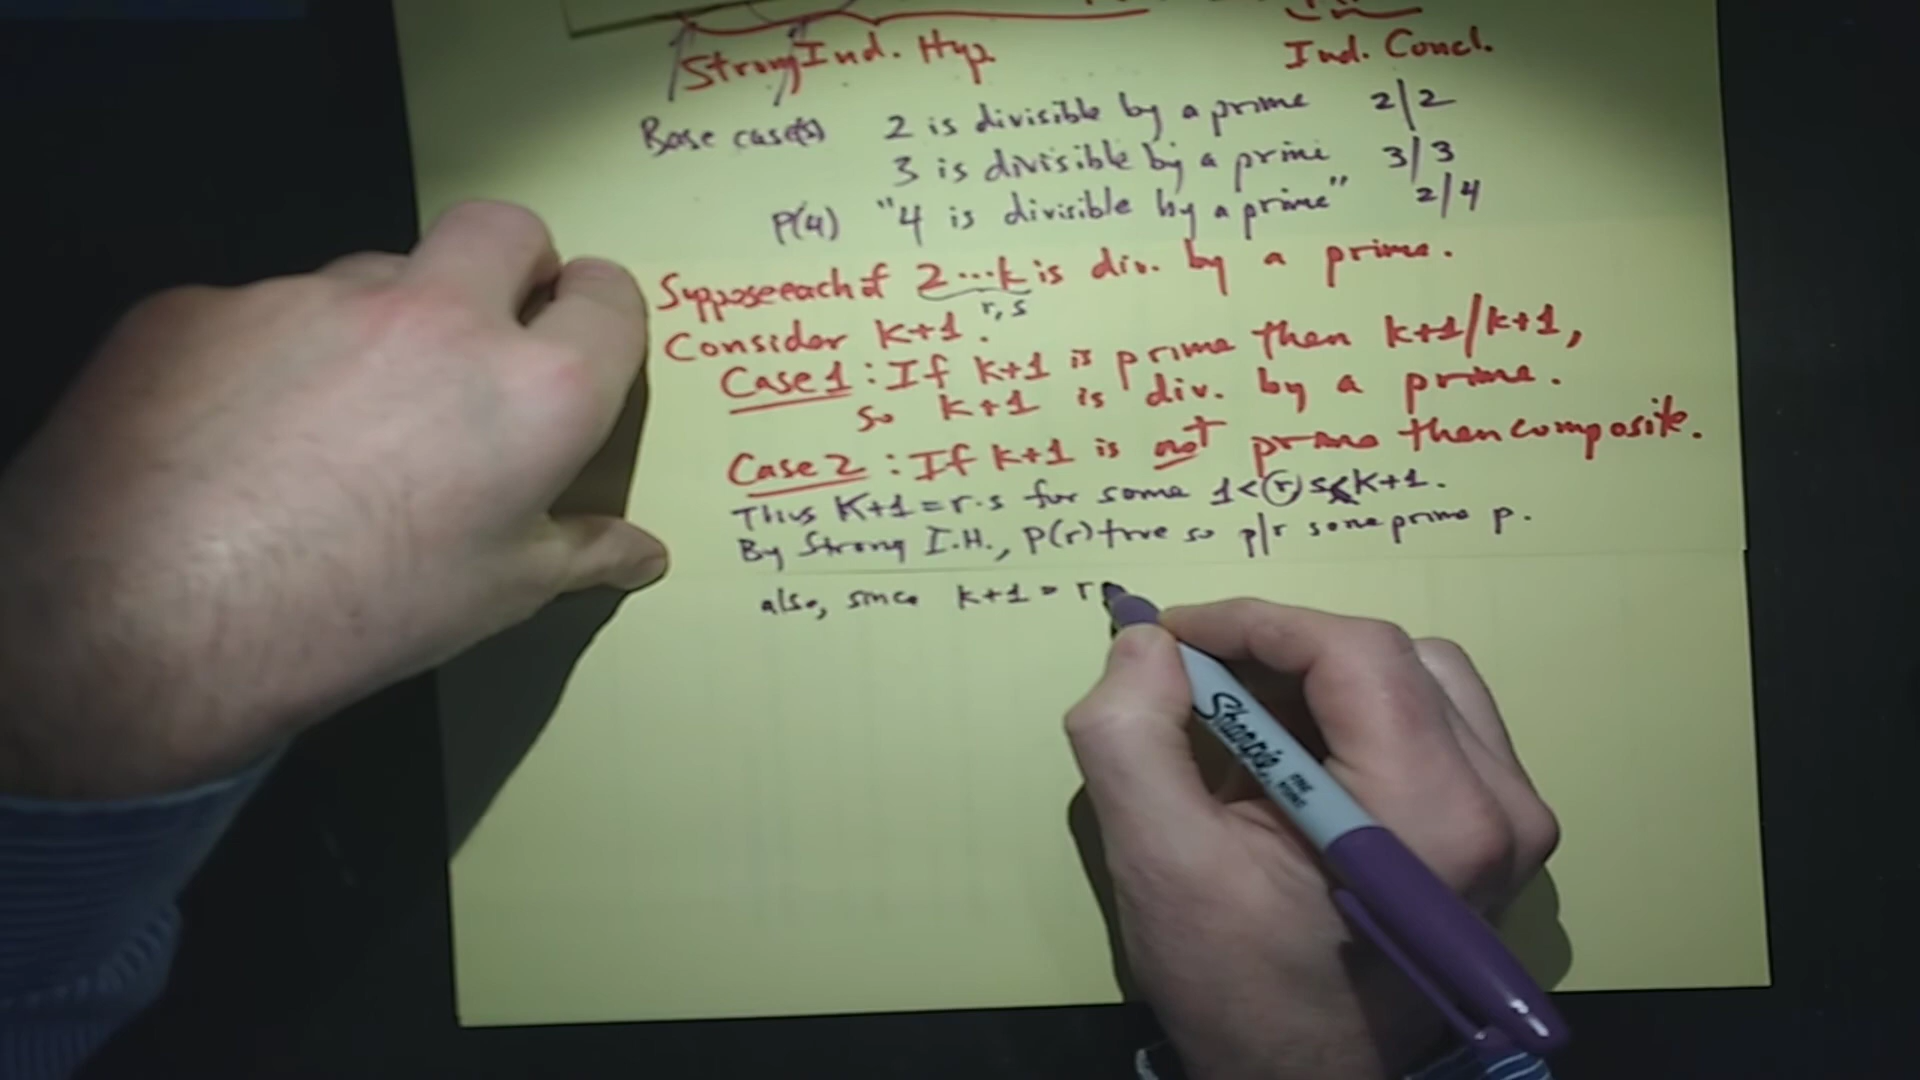 Strong Ind. Hyp
Ind. Concl.
Base case(s) 2 is divisible by a prime 2|2
3 is divisible by a prime 3|3
P(4) "4 is divisible by a prime" 2|4
Suppose each of 2...k is div. by a prime.
r, s
Consider k+1.
Case 1: If k+1 is prime then k+1|k+1,
so k+1 is div. by a prime.
Case 2: If k+1 is not prime then composite.
Thus k+1=r·s for some 1<r,s<k+1.
By Strong I.H., P(r) true so p|r some prime p.
also, since k+1 = r
Sharpie
FINE POINT